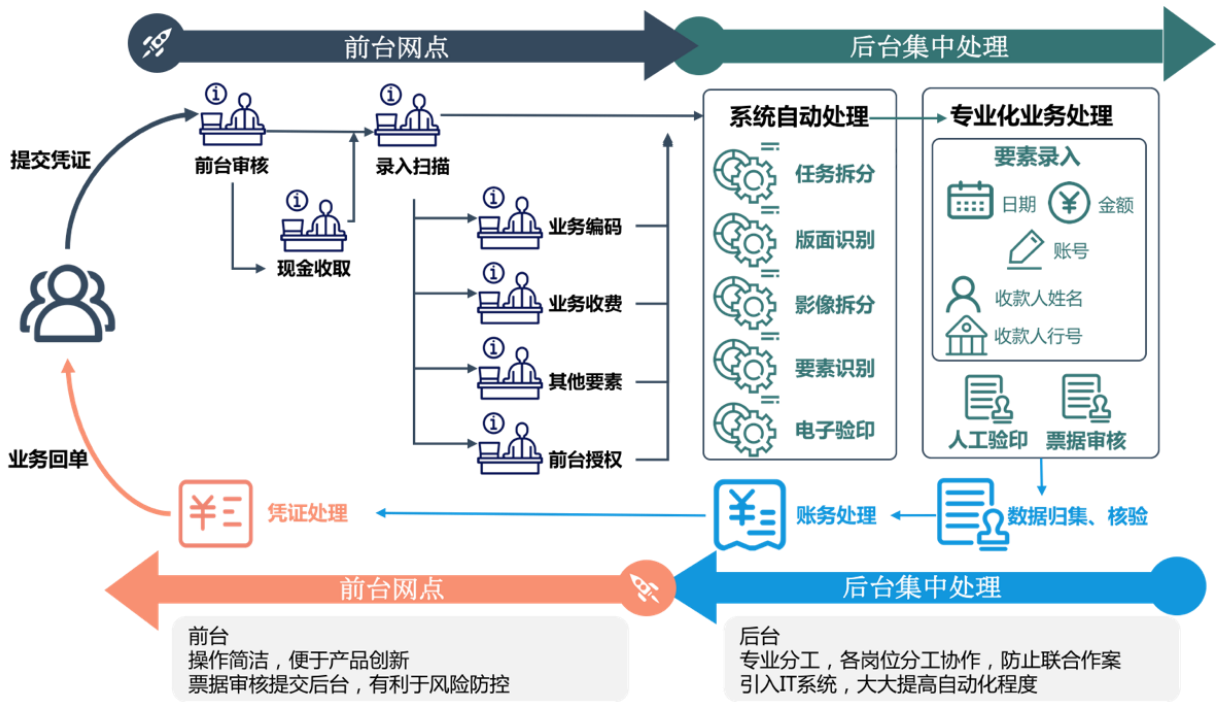 前台网点
后台集中处理
提交凭证
前台审核
现金收取
录入扫描
业务编码
业务收费
其他要素
前台授权
系统自动处理
任务拆分
版面识别
影像拆分
要素识别
电子验印
专业化业务处理
要素录入
日期
金额
账号
收款人姓名
收款人行号
人工验印
票据审核
数据归集、核验
账务处理
凭证处理
业务回单
前台网点
后台集中处理
前台
操作简洁，便于产品创新
票据审核提交后台，有利于风险防控
后台
专业分工，各岗位分工协作，防止联合作案
引入IT系统，大大提高自动化程度